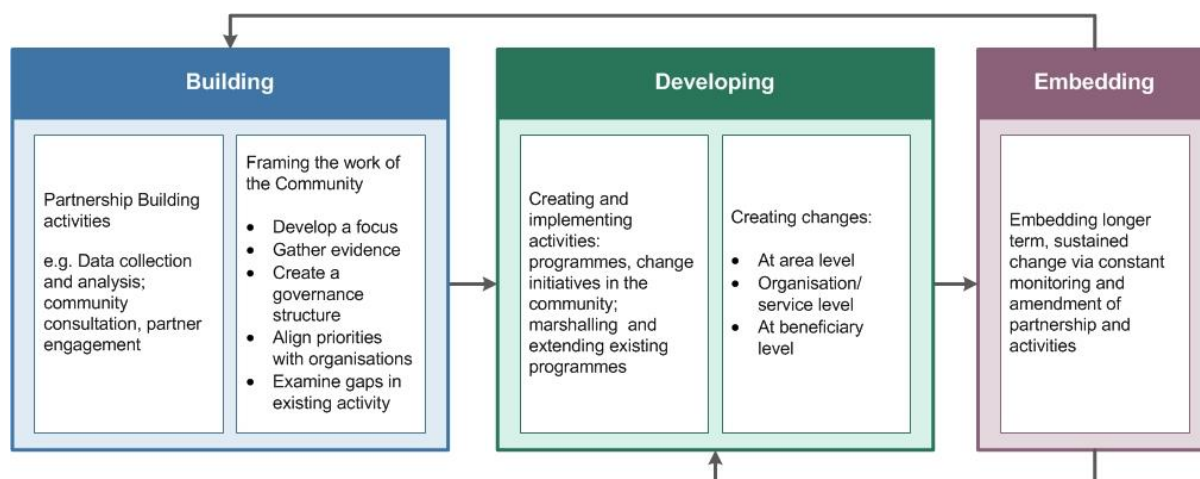 Building
Partnership Building
activities
e.g. Data collection
and analysis;
community
consultation, partner
engagement
Framing the work of
the Community
• Develop a focus
• Gather evidence
• Create a
governance
structure
• Align priorities
with organisations
• Examine gaps in
existing activity
Developing
Creating and
implementing
activities:
programmes, change
initiatives in the
community;
marshalling and
extending existing
programmes
Creating changes:
• At area level
• Organisation/
service level
• At beneficiary
level
Embedding
Embedding longer
term, sustained
change via constant
monitoring and
amendment of
partnership and
activities